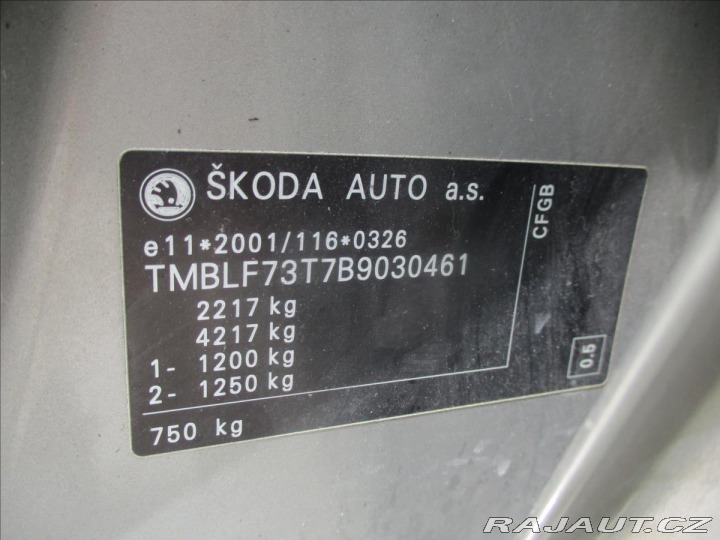 ŠKODA AUTO a.s.
e11*2001/116*0326
TMBLF73T7B9030461
2217 kg
4217 kg
1- 1200 kg
2- 1250 kg
750 kg
CFGB
0.5
RAJAUT.CZ